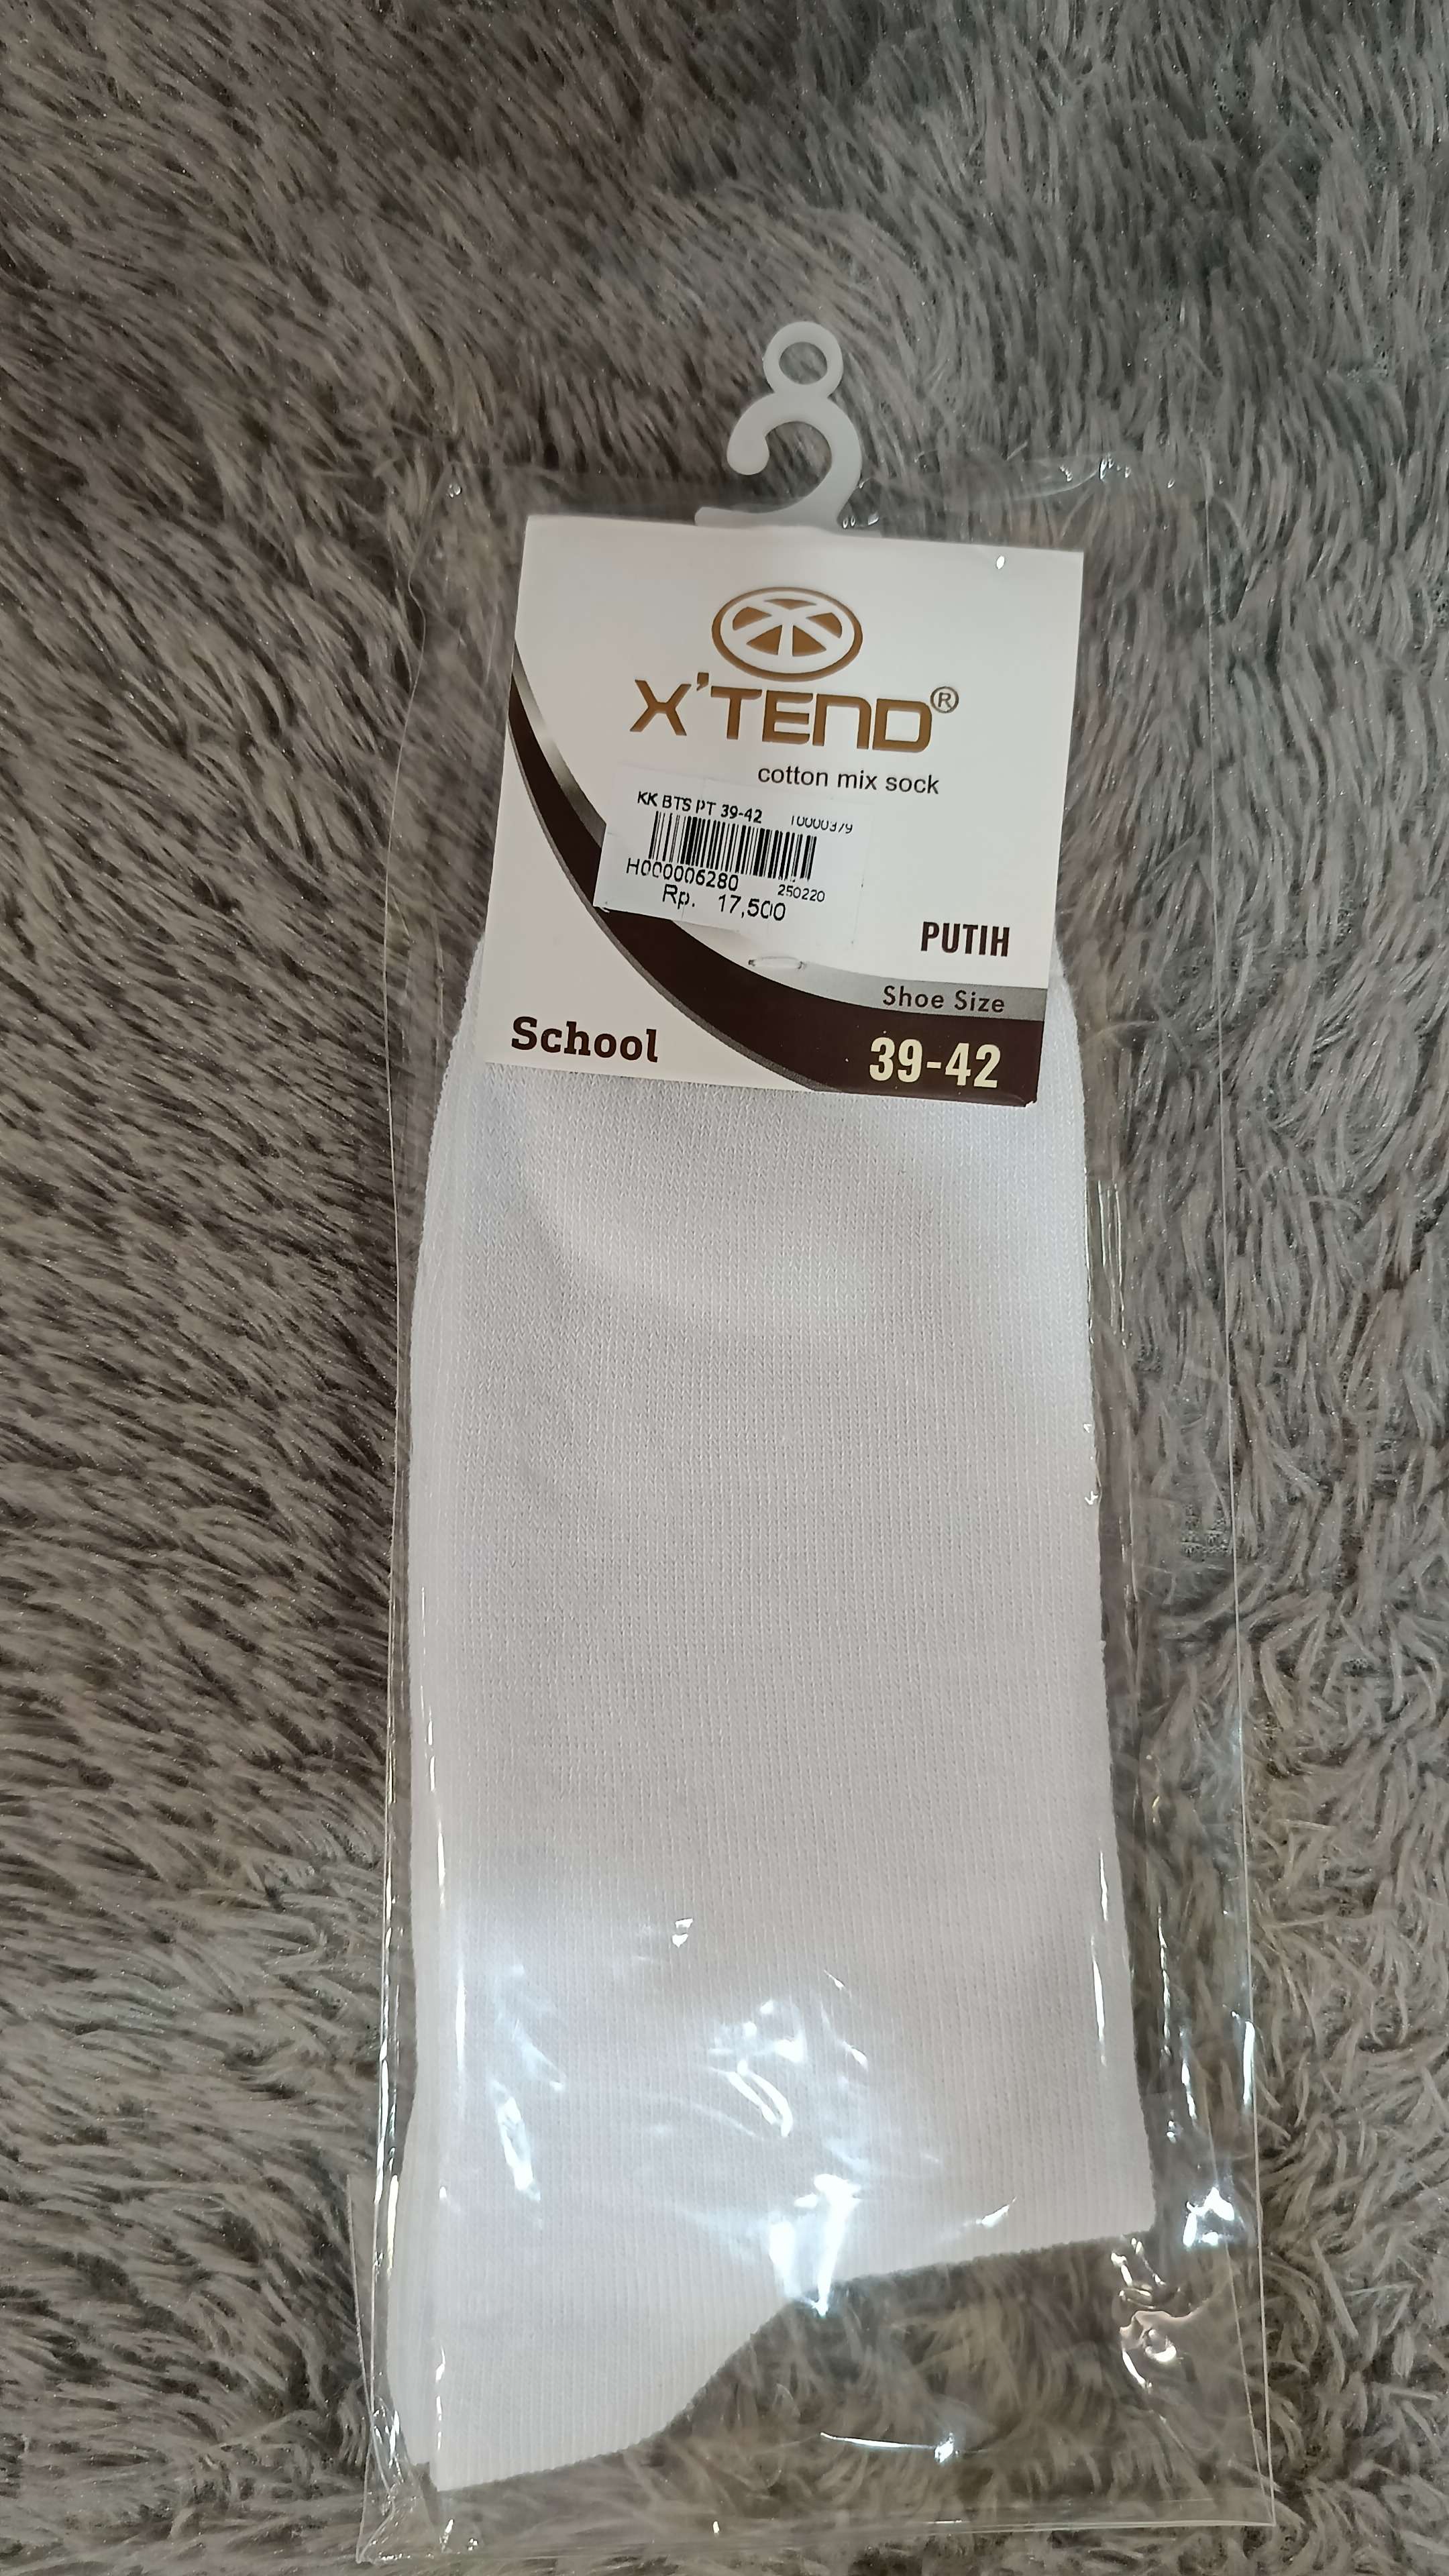 X'TEND®
cotton mix sock
KK BTS PT 39-42 10000379
H000006280 250220
Rp. 17,500
PUTIH
Shoe Size
School 39-42